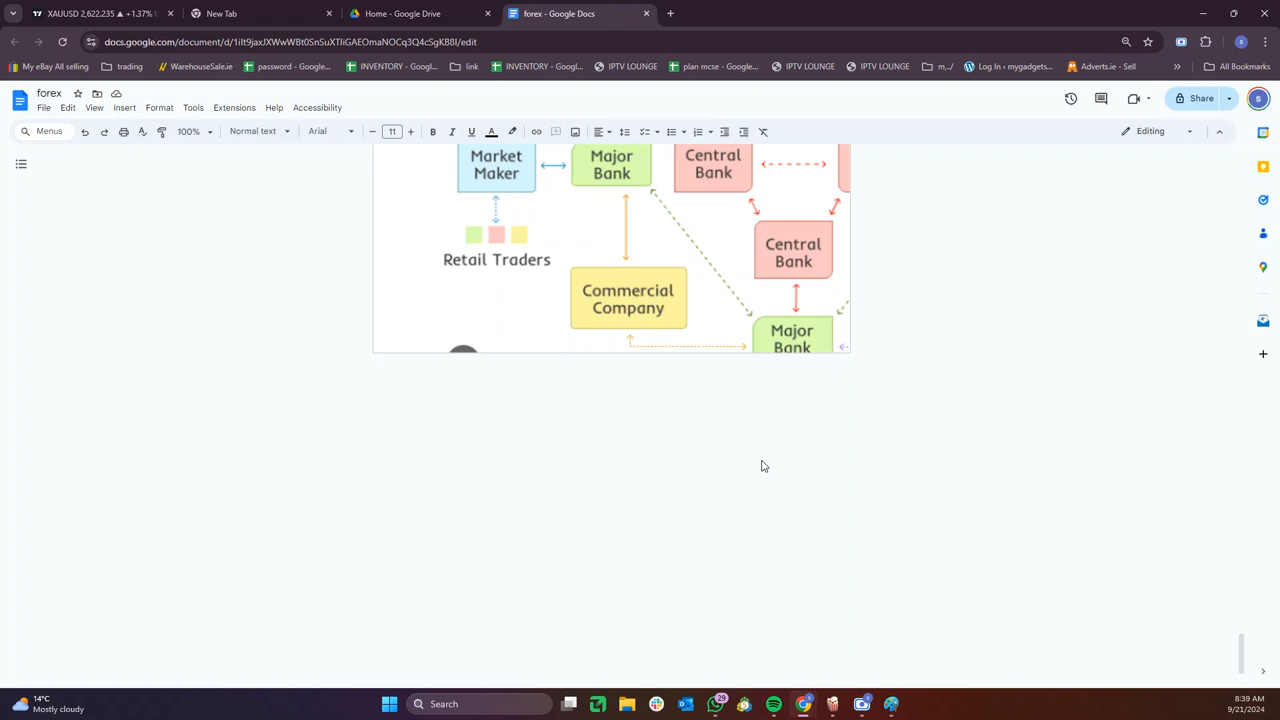 XAUUSD 2,622.235 ▲ +1.37%
New Tab
Home - Google Drive
forex - Google Docs
docs.google.com/document/d/1iIt9jaxJXWwWBt0SnSuXTIiGAEOmaNOCq3Q4cSgKB8I/edit
My eBay All selling
trading
WarehouseSale.ie
password - Google...
INVENTORY - Googl...
link
INVENTORY - Googl...
IPTV LOUNGE
plan mcse - Googl...
IPTV LOUNGE
IPTV LOUNGE
m,./
Log In ‹ mygadgets...
Adverts.ie - Sell
All Bookmarks
forex
File Edit View Insert Format Tools Extensions Help Accessibility
Share
Menus
100%
Normal text
Arial
11
Editing
Market
Maker
Major
Bank
Central
Bank
Retail Traders
Central
Bank
Commercial
Company
Major
Bank
14°C
Mostly cloudy
Search
29
8:39 AM
9/21/2024